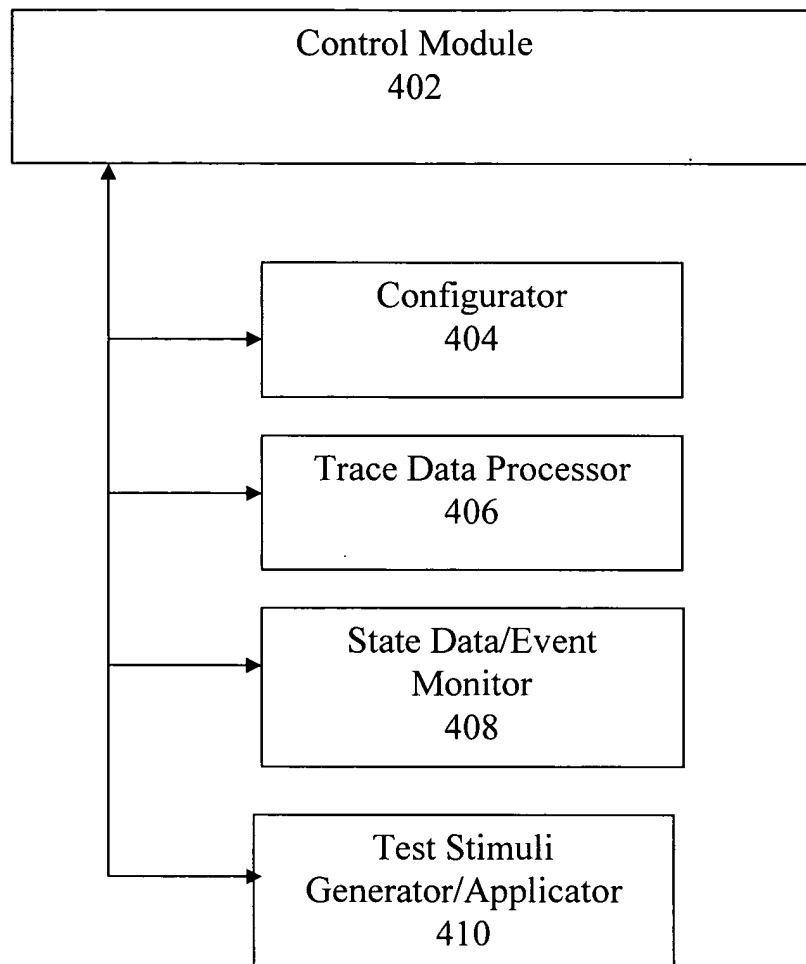 Control Module
402
Configurator
404
Trace Data Processor
406
State Data/Event
Monitor
408
Test Stimuli
Generator/Applicator
410